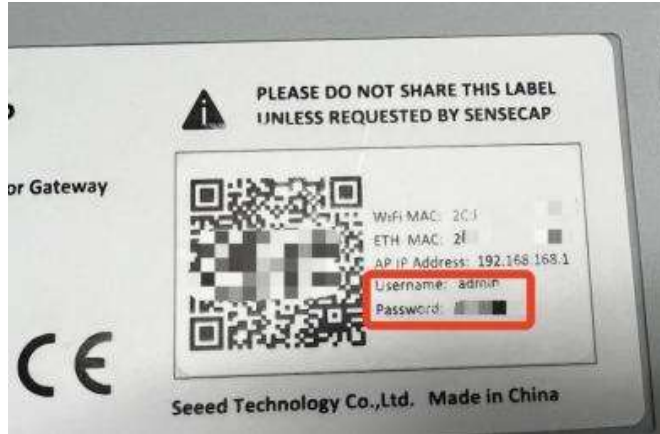 PLEASE DO NOT SHARE THIS LABEL
UNLESS REQUESTED BY SENSECAP
or Gateway
WiFi MAC:
ETH MAC:
AP IP Address: 192.168.168.1
Username: admin
Password:
CE
Seeed Technology Co.,Ltd. Made in China